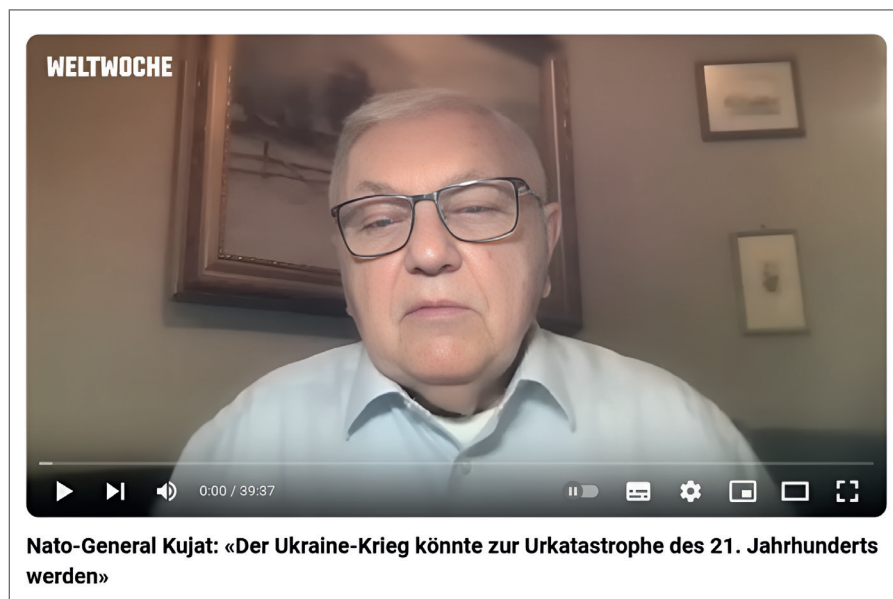 WELTWOCHE
0:00 / 39:37
Nato-General Kujat: «Der Ukraine-Krieg könnte zur Urkatastrophe des 21. Jahrhunderts
werden»